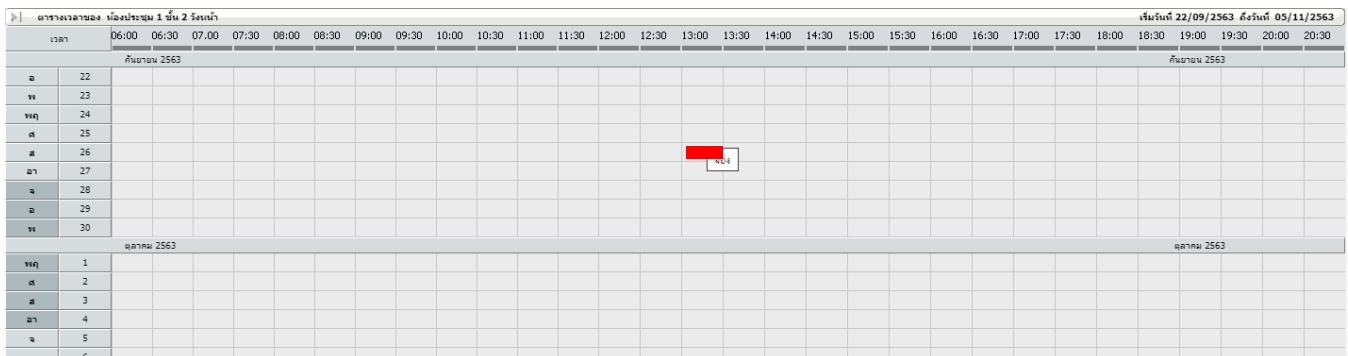 ตารางเวลาของ ห้องประชุม 1 ชั้น 2 วังหน้า เริ่มวันที่ 22/09/2563 ถึงวันที่ 05/11/2563
เวลา 06:00 06:30 07.00 07:30 08:00 08:30 09:00 09:30 10:00 10:30 11:00 11:30 12:00 12:30 13:00 13:30 14:00 14:30 15:00 15:30 16:00 16:30 17:00 17:30 18:00 18:30 19:00 19:30 20:00 20:30
กันยายน 2563 กันยายน 2563
อ 22
พ 23
พฤ 24
ศ 25
ส 26
จอง
อา 27
จ 28
อ 29
พ 30
ตุลาคม 2563 ตุลาคม 2563
พฤ 1
ศ 2
ส 3
อา 4
จ 5